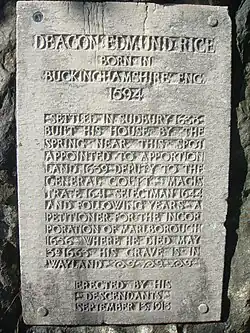 DEACON EDMUND RICE
BORN IN
BUCKINGHAMSHIRE ENG.
1594
SETTLED IN SUDBURY 1638
BUILT HIS HOUSE BY THE
SPRING NEAR THIS SPOT
APPOINTED TO APPORTION
LAND 1639 DEPUTY TO THE
GENERAL COURT MAGIS
TRATE & SELECTMAN 1644
AND FOLLOWING YEARS A
PETITIONER FOR THE INCOR
PORATION OF MARLBOROUGH
1656 WHERE HE DIED MAY
3RD 1663 HIS GRAVE IS IN
WAYLAND
ERECTED BY HIS
DESCENDANTS
SEPTEMBER 1913